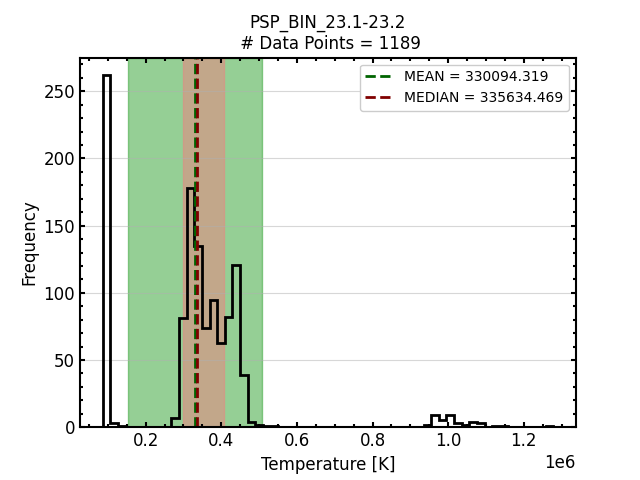 PSP_BIN_23.1-23.2
# Data Points = 1189
MEAN = 330094.319
MEDIAN = 335634.469
Frequency
250
200
150
100
50
0
0.2 0.4 0.6 0.8 1.0 1.2
1e6
Temperature [K]